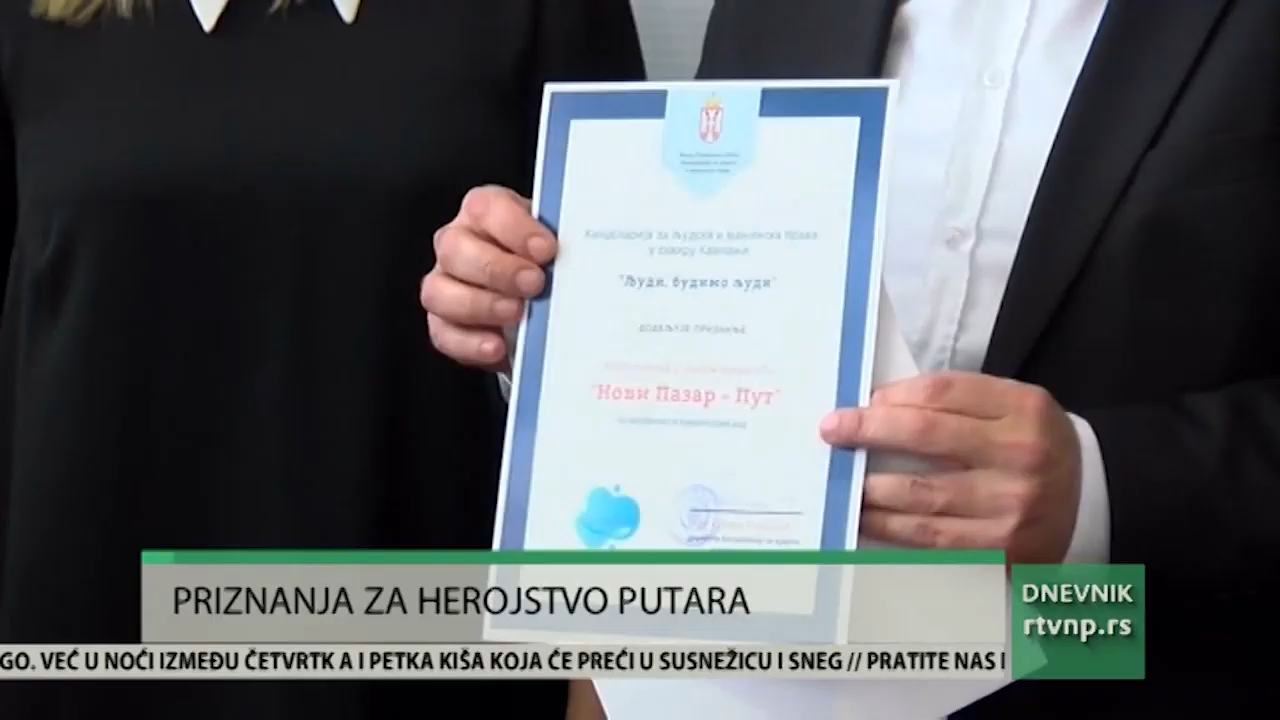 Канцеларија за људска и мањинска права
у оквиру кампање
"Људи, будимо људи"
додељује признање
"Нови Пазар - Пут"
PRIZNANJA ZA HEROJSTVO PUTARA
DNEVNIK
rtvnp.rs
GO. VEĆ U NOĆI IZMEĐU ČETVRTK A I PETKA KIŠA KOJA ĆE PREĆI U SUSNEŽICU I SNEG // PRATITE NAS